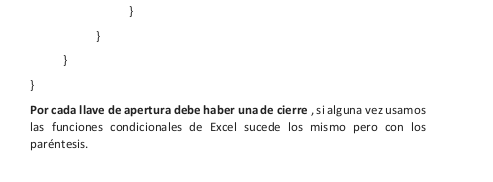 }
}
}
}
Por cada llave de apertura debe haber una de cierre , si alguna vez usamos
las funciones condicionales de Excel sucede los mismo pero con los
paréntesis.